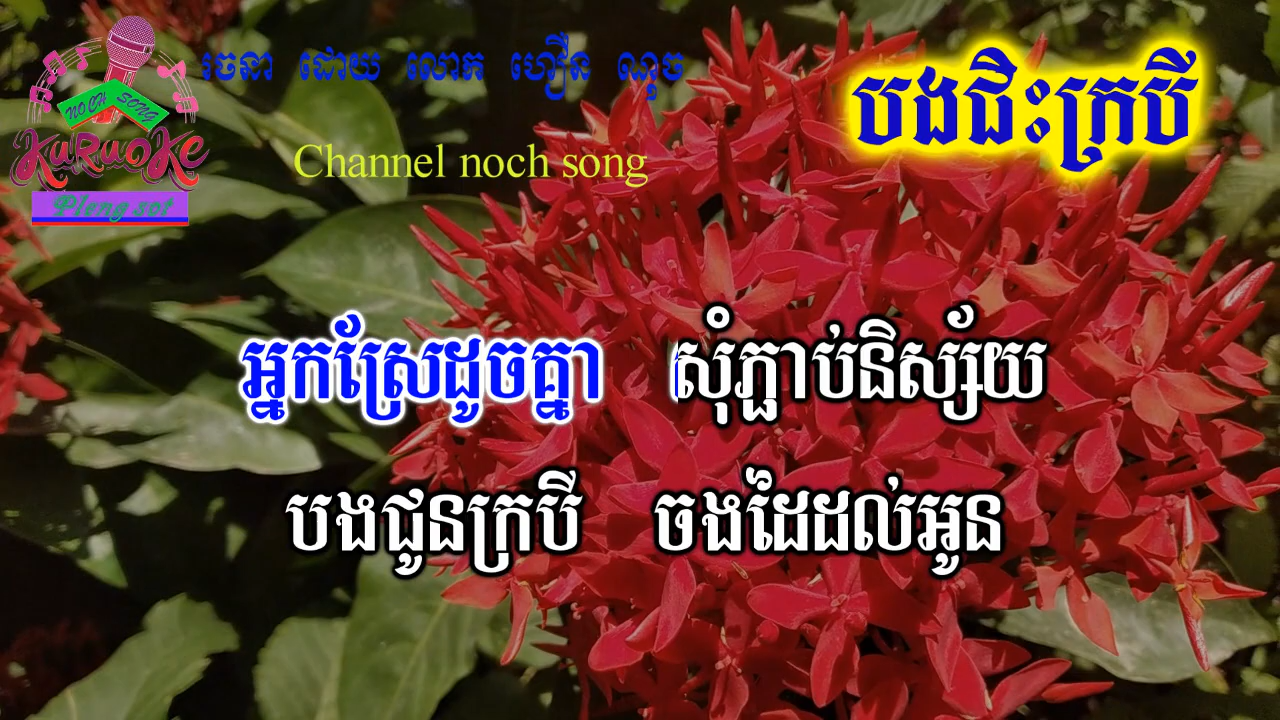 រចនា ដោយ លោក ហឿន ណុច
Channel noch song
បងជិះក្របី
NOCH SONG
KaRaoKe
Pleng sot
អ្នកស្រែដូចគ្នា សុំភ្ជាប់និស្ស័យ
បងជូនក្របី ចងដៃដល់អូន